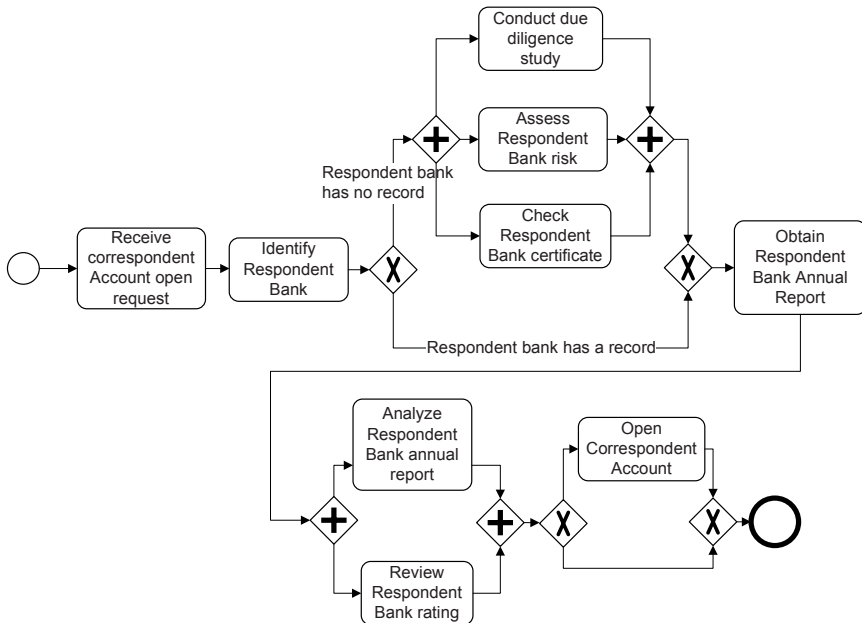 Conduct due
diligence
study
Assess
Respondent
Bank risk
Respondent bank
has no record
Check
Respondent
Bank certificate
Receive
correspondent
Account open
request
Identify
Respondent
Bank
Obtain
Respondent
Bank Annual
Report
Respondent bank has a record
Analyze
Respondent
Bank annual
report
Open
Correspondent
Account
Review
Respondent
Bank rating